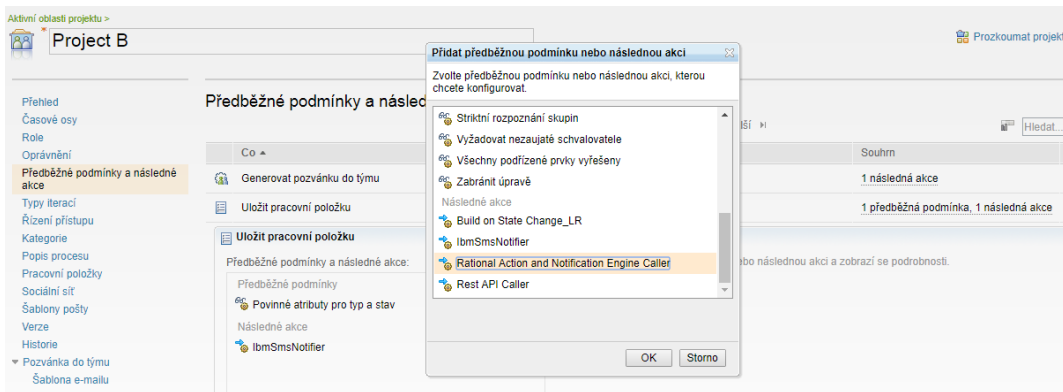 Aktivní oblasti projektu >
* Project B
Prozkoumat projekt
Přehled
Časové osy
Role
Oprávnění
Předběžné podmínky a následné
akce
Typy iterací
Řízení přístupu
Kategorie
Popis procesu
Pracovní položky
Sociální síť
Šablony pošty
Verze
Historie
Pozvánka do týmu
Šablona e-mailu
Předběžné podmínky a násled
Hledat...
Co
Souhrn
Generovat pozvánku do týmu
1 následná akce
Uložit pracovní položku
1 předběžná podmínka, 1 následná akce
Uložit pracovní položku
Předběžné podmínky a následné akce:
bo následnou akci a zobrazí se podrobnosti.
Předběžné podmínky
Povinné atributy pro typ a stav
Následné akce
IbmSmsNotifier
Přidat předběžnou podmínku nebo následnou akci
Zvolte předběžnou podmínku nebo následnou akci, kterou
chcete konfigurovat.
Striktní rozpoznání skupin
Vyžadovat nezaujaté schvalovatele
Všechny podřízené prvky vyřešeny
Zabránit úpravě
Následné akce
Build on State Change_LR
IbmSmsNotifier
Rational Action and Notification Engine Caller
Rest API Caller
OK
Storno